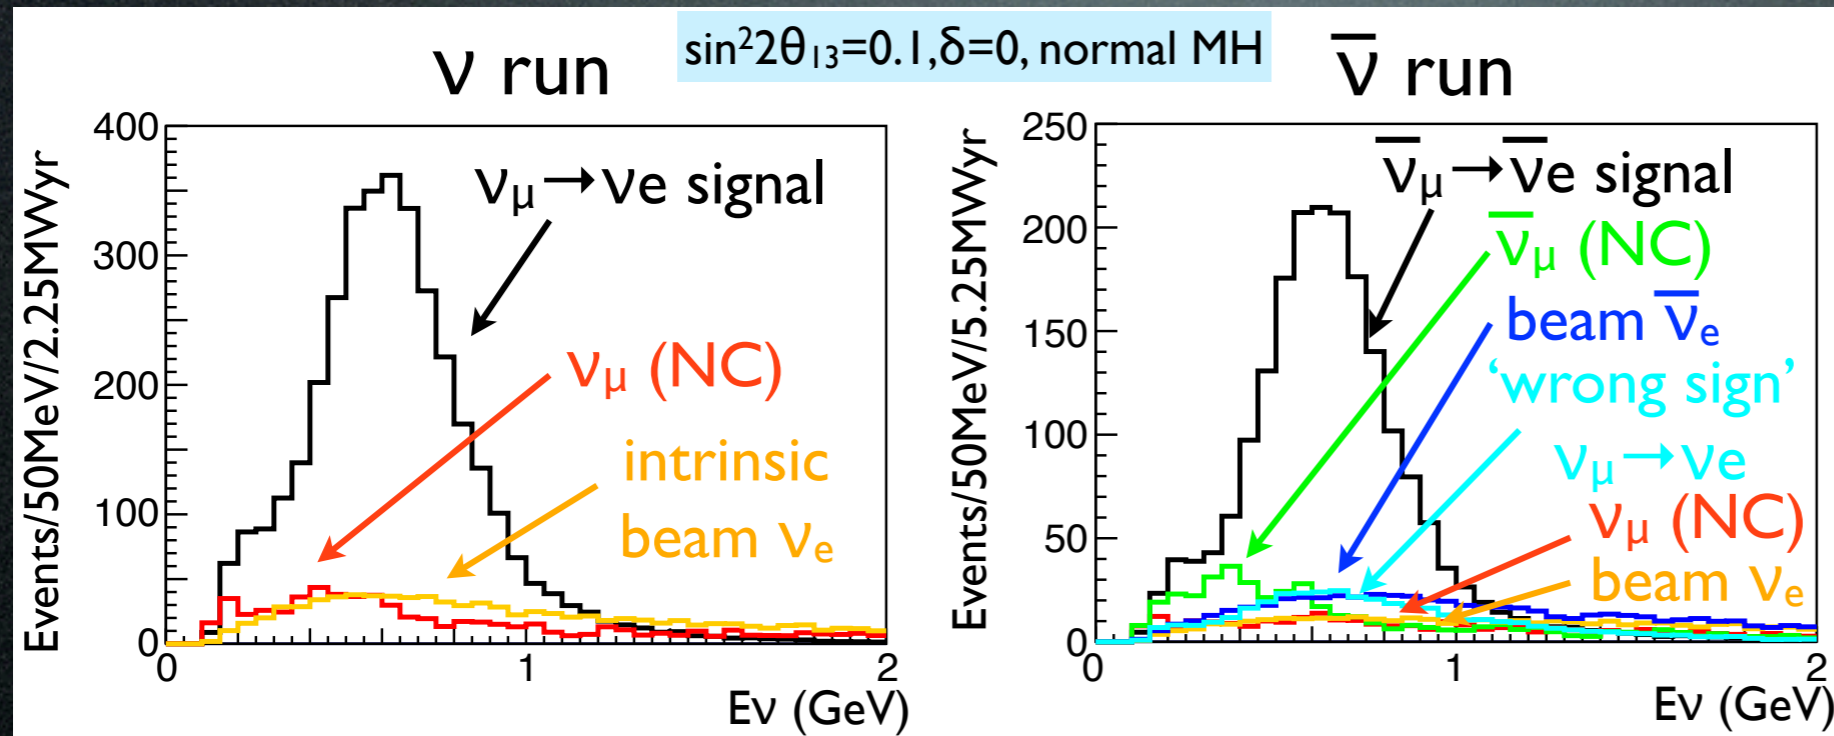 sin²2θ₁₃=0.1,δ=0, normal MH
ν run
Events/50MeV/2.25MWyr
400
300
200
100
0
0
1
2
Eν (GeV)
νμ→νe signal
νμ (NC)
intrinsic
beam νe
ν̅ run
Events/50MeV/5.25MWyr
250
200
150
100
50
0
0
1
2
Eν (GeV)
ν̅μ→ν̅e signal
ν̅μ (NC)
beam ν̅e
‘wrong sign’
νμ→νe
νμ (NC)
beam νe